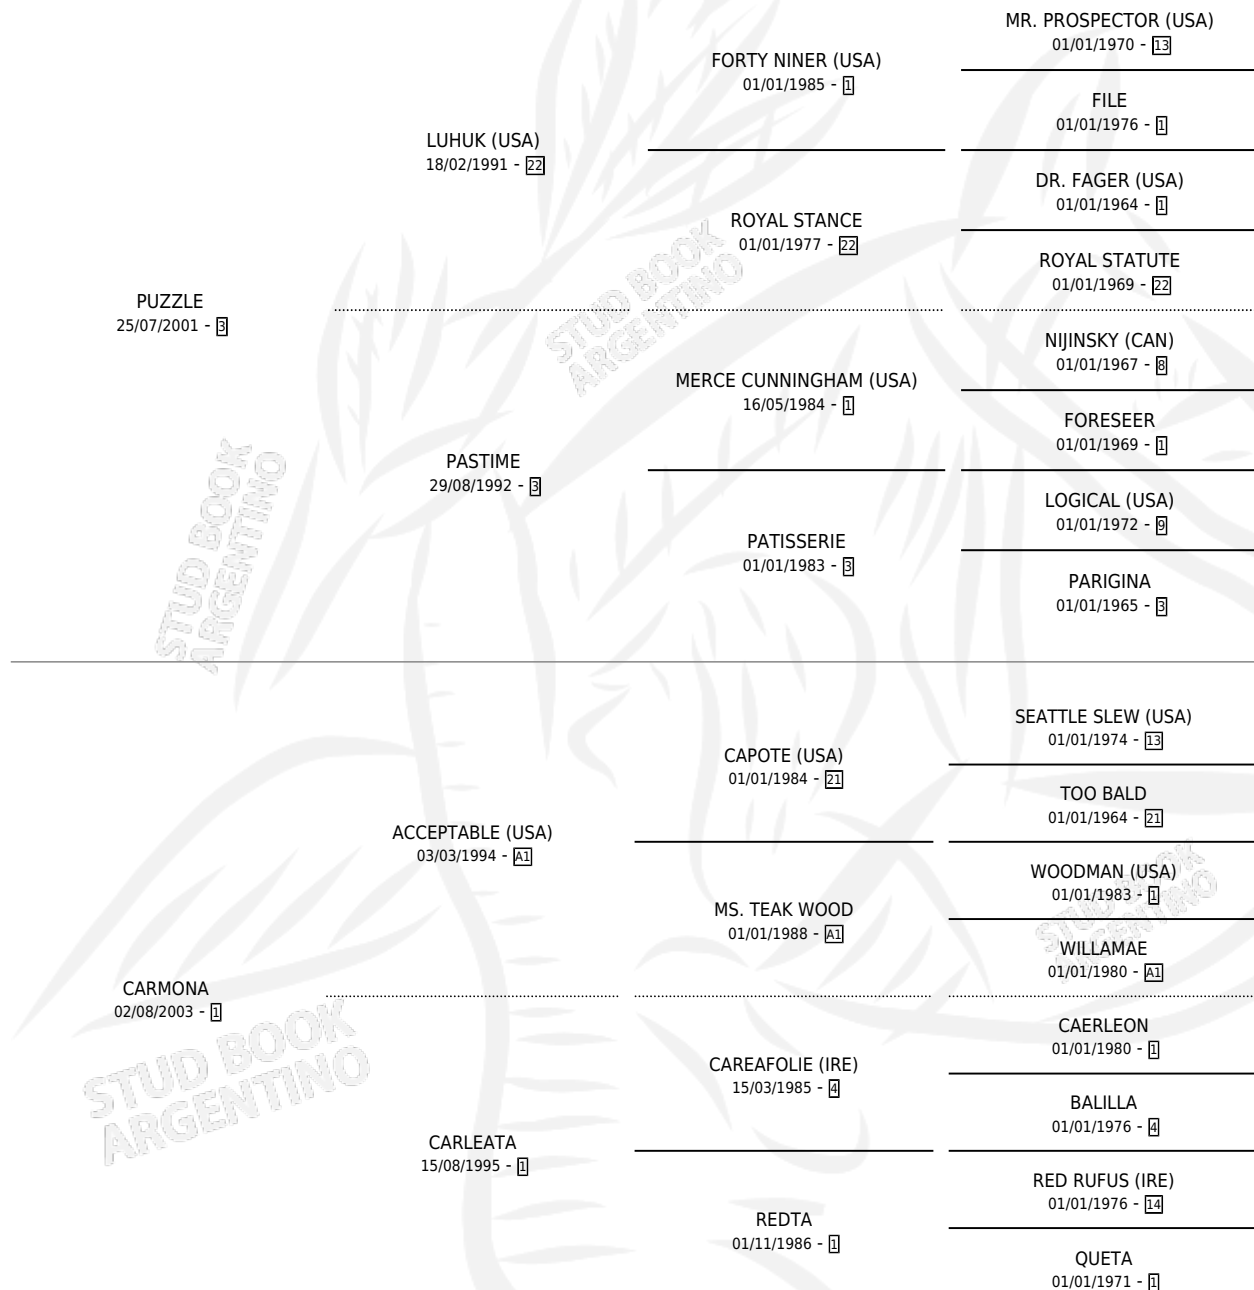 MR. PROSPECTOR (USA)
01/01/1970 - 13
FORTY NINER (USA)
01/01/1985 - 1
FILE
01/01/1976 - 1
LUHUK (USA)
18/02/1991 - 22
DR. FAGER (USA)
01/01/1964 - 1
ROYAL STANCE
01/01/1977 - 22
ROYAL STATUTE
01/01/1969 - 22
PUZZLE
25/07/2001 - 3
STUD BOOK
ARGENTINO
NIJINSKY (CAN)
01/01/1967 - 8
MERCE CUNNINGHAM (USA)
16/05/1984 - 1
FORESEER
01/01/1969 - 1
PASTIME
29/08/1992 - 3
LOGICAL (USA)
01/01/1972 - 9
PATISSERIE
01/01/1983 - 3
PARIGINA
01/01/1965 - 3
STUD BOOK
ARGENTINO
SEATTLE SLEW (USA)
01/01/1974 - 13
CAPOTE (USA)
01/01/1984 - 21
TOO BALD
01/01/1964 - 21
ACCEPTABLE (USA)
03/03/1994 - A1
WOODMAN (USA)
01/01/1983 - 1
MS. TEAK WOOD
01/01/1988 - A1
STUD BOOK
ARGENTINO
WILLAMAE
01/01/1980 - A1
CARMONA
02/08/2003 - 1
CAERLEON
01/01/1980 - 1
CAREAFOLIE (IRE)
15/03/1985 - 4
STUD BOOK
ARGENTINO
BALILLA
01/01/1976 - 4
CARLEATA
15/08/1995 - 1
RED RUFUS (IRE)
01/01/1976 - 14
REDTA
01/11/1986 - 1
QUETA
01/01/1971 - 1